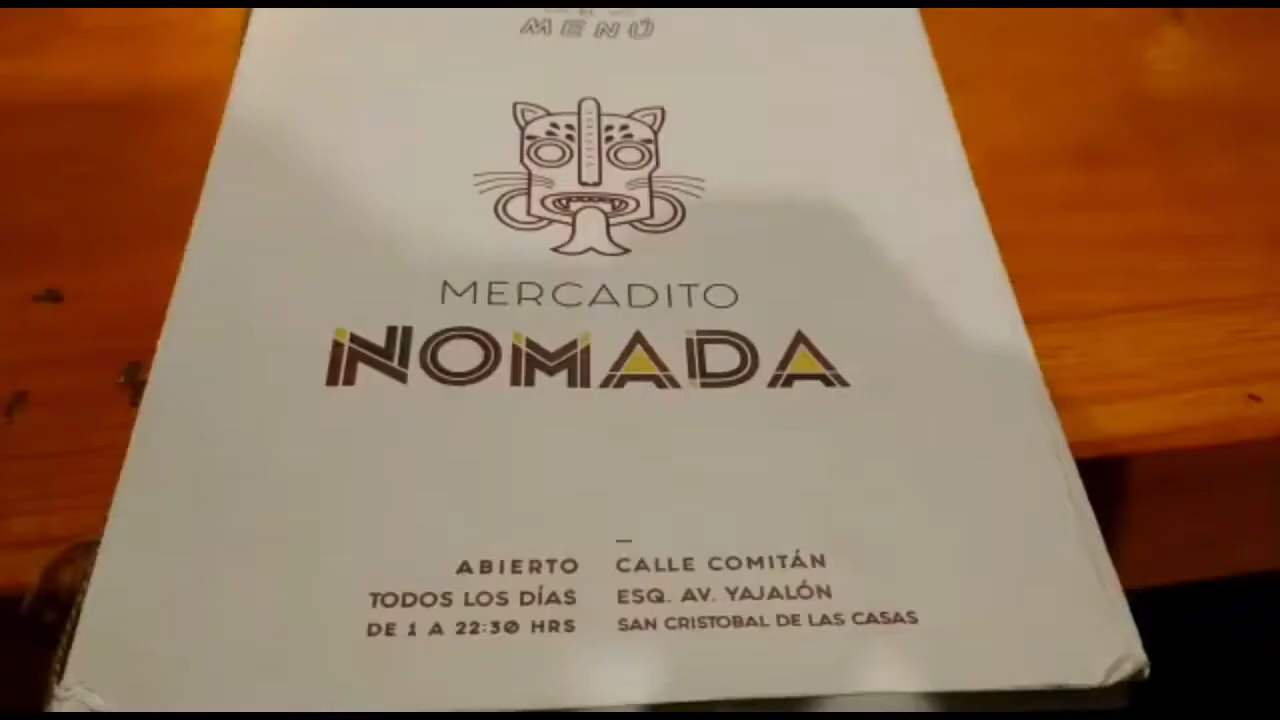 MENÚ
MERCADITO
NOMADA
ABIERTO
TODOS LOS DÍAS
DE 1 A 22:30 HRS
CALLE COMITÁN
ESQ. AV. YAJALÓN
SAN CRISTOBAL DE LAS CASAS